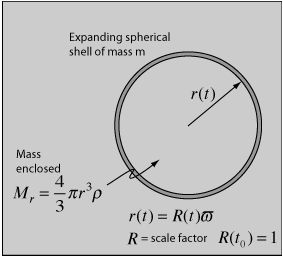 Expanding spherical
shell of mass m
r(t)
Mass
enclosed
M_r = 4/3 πr³ρ
r(t) = R(t)ϖ
R = scale factor R(t₀) = 1